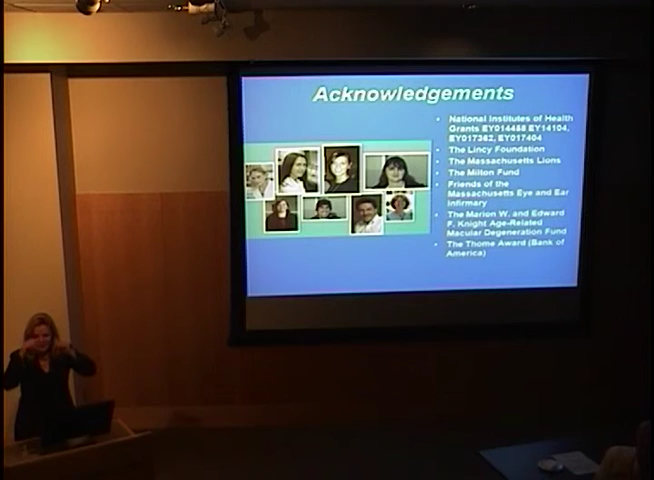 Acknowledgements
• National Institutes of Health
Grants EY014458 EY14104,
EY017362, EY017404
• The Lincy Foundation
• The Massachusetts Lions
• The Milton Fund
• Friends of the
Massachusetts Eye and Ear
Infirmary
• The Marion W. and Edward
F. Knight Age-Related
Macular Degeneration Fund
• The Thome Award (Bank of
America)